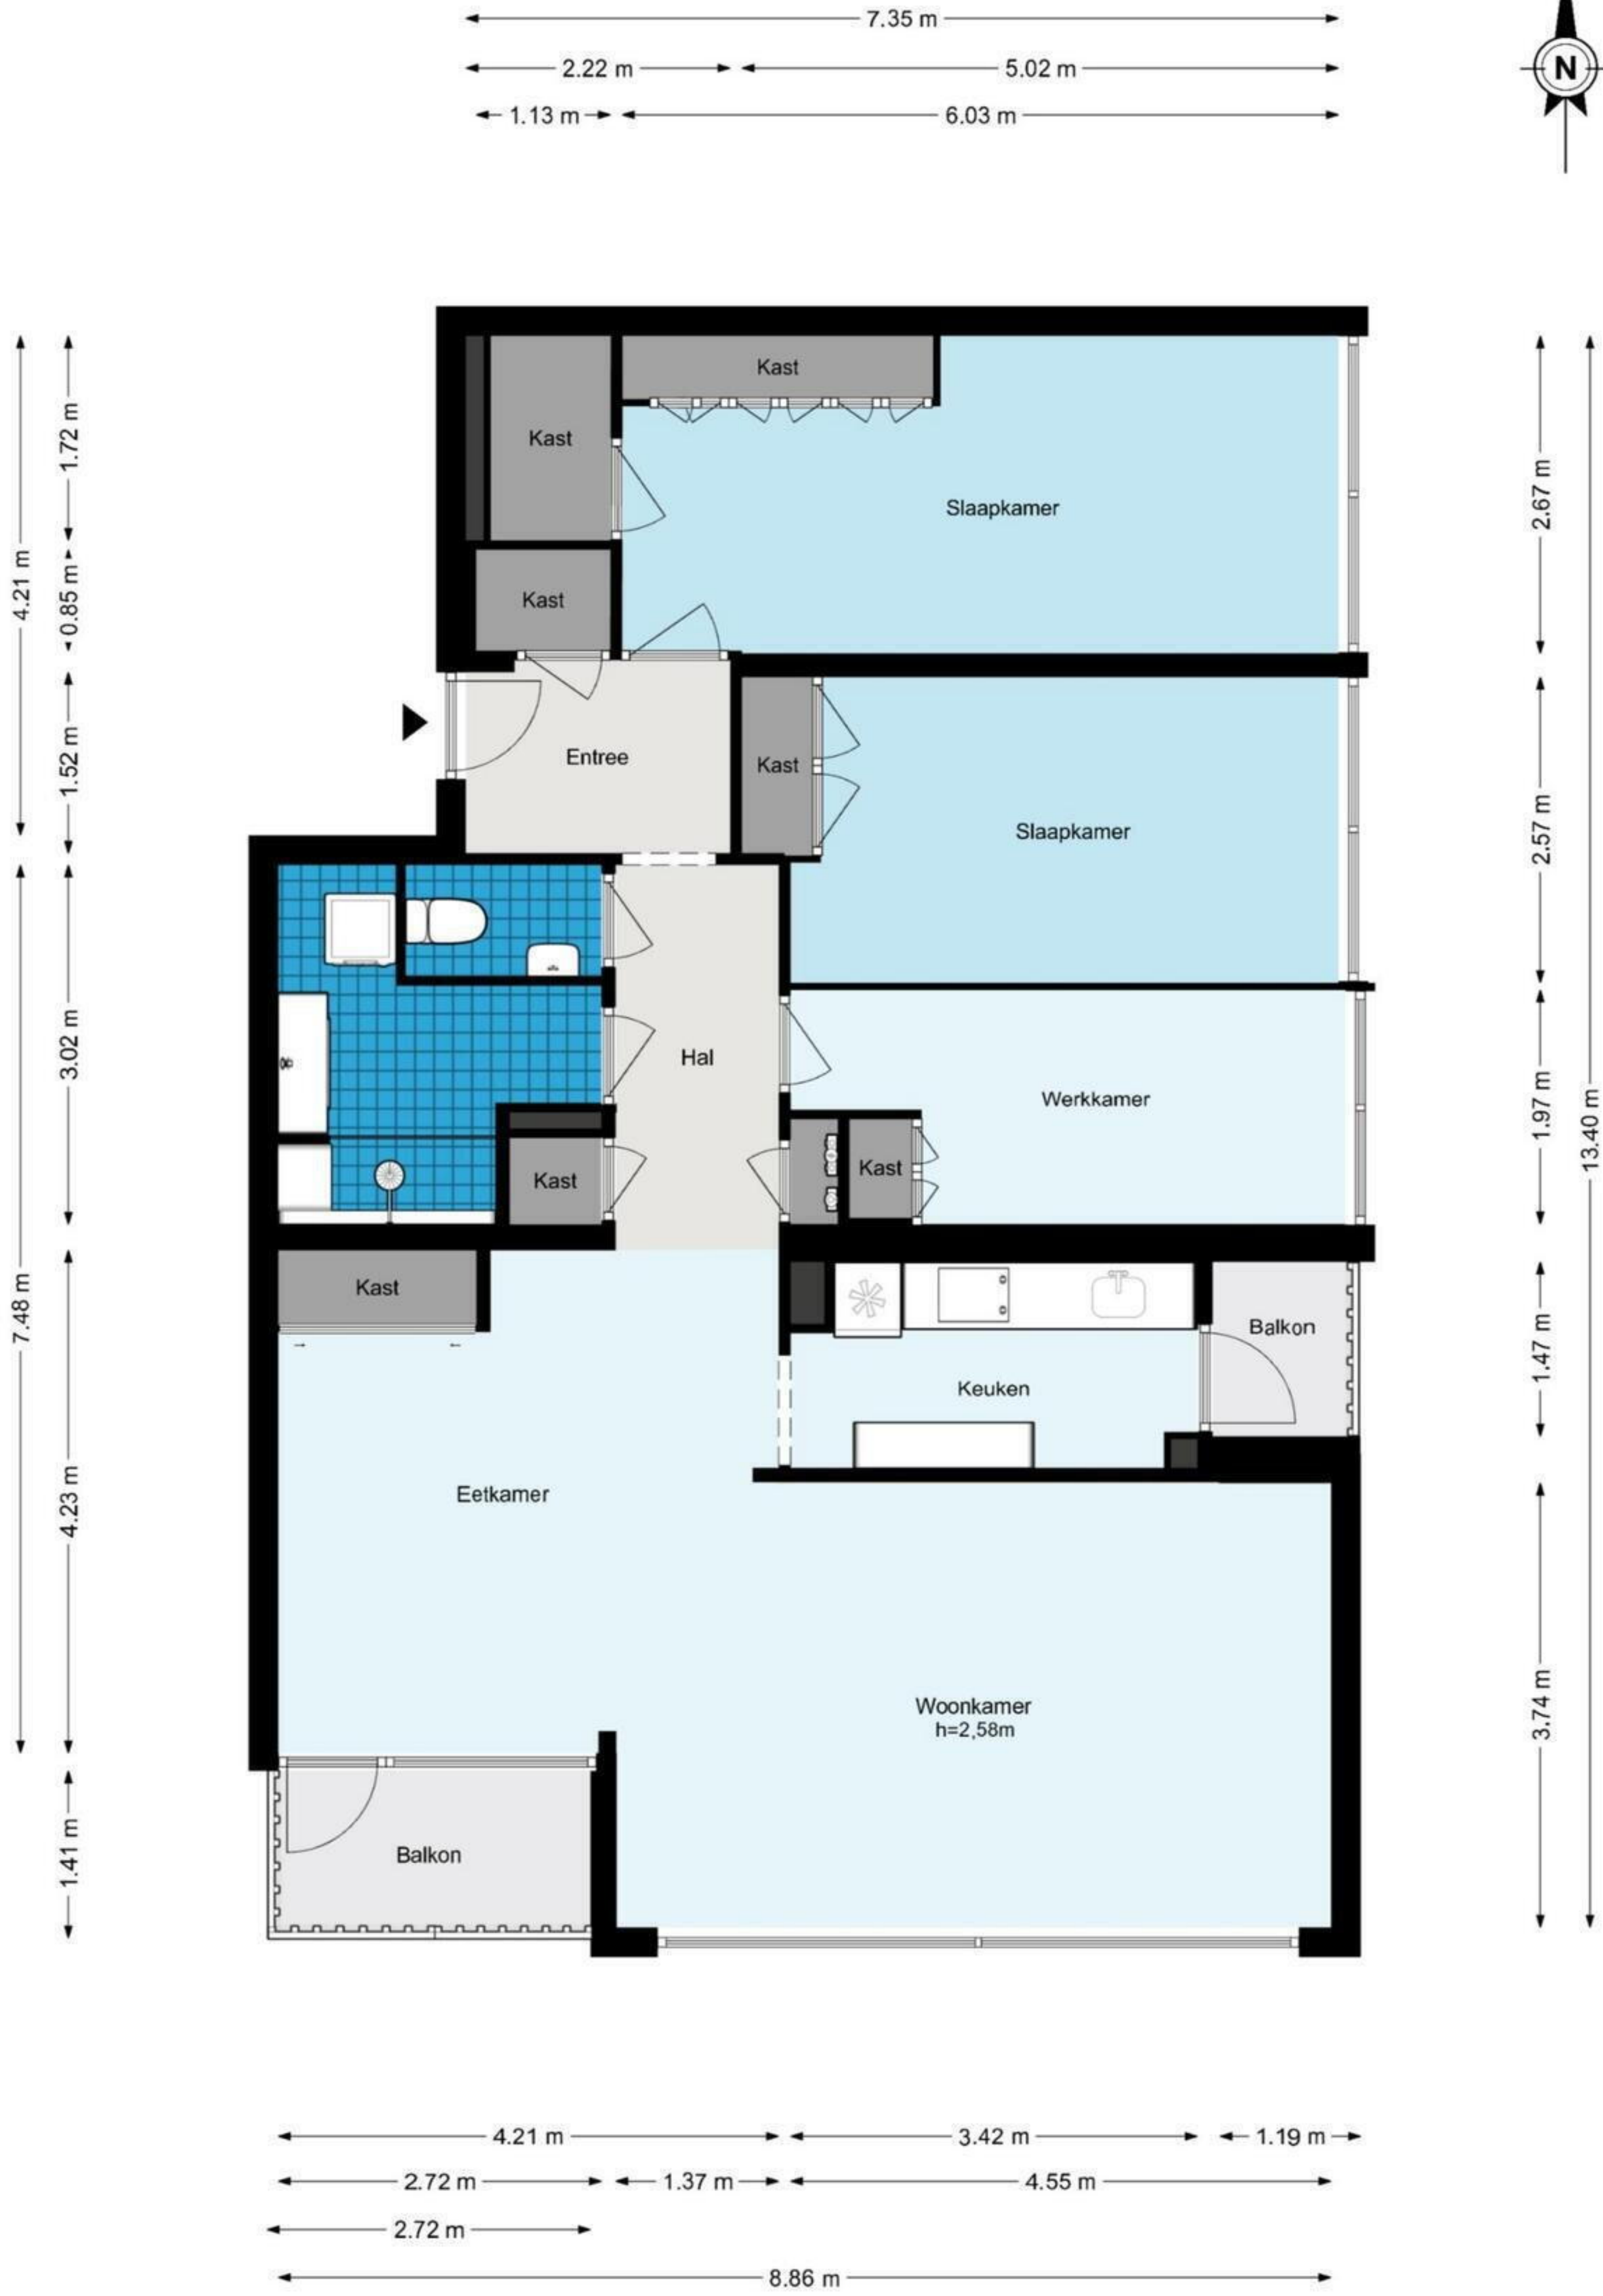 7.35 m
2.22 m
5.02 m
1.13 m
6.03 m
N
Kast
Kast
Slaapkamer
Kast
Entree
Kast
Slaapkamer
Hal
Werkkamer
Kast
Kast
Kast
Balkon
Keuken
Eetkamer
Woonkamer
h=2,58m
Balkon
4.21 m
7.48 m
1.72 m
0.85 m
1.52 m
3.02 m
4.23 m
1.41 m
2.67 m
2.57 m
1.97 m
1.47 m
3.74 m
13.40 m
4.21 m
3.42 m
1.19 m
2.72 m
1.37 m
4.55 m
2.72 m
8.86 m